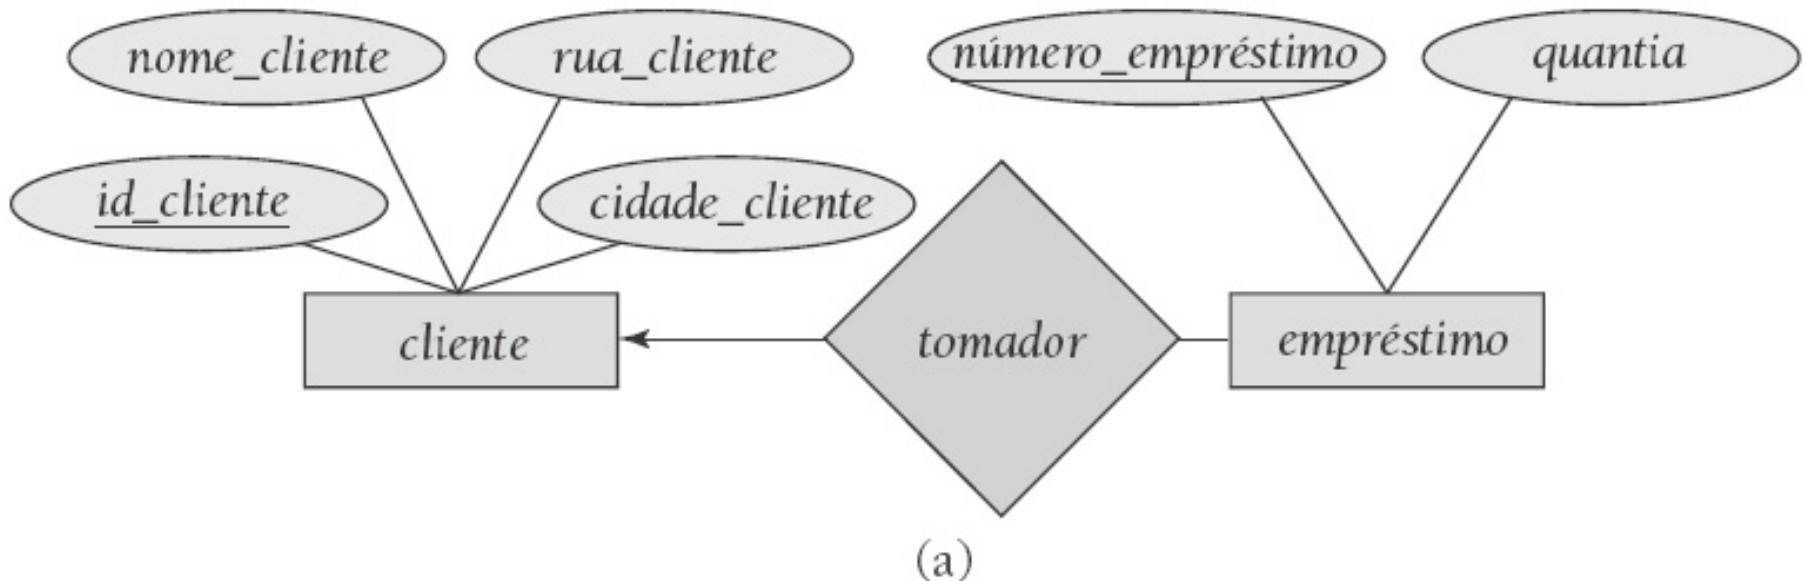 nome_cliente
rua_cliente
número_empréstimo
quantia
id_cliente
cidade_cliente
cliente
tomador
empréstimo
(a)